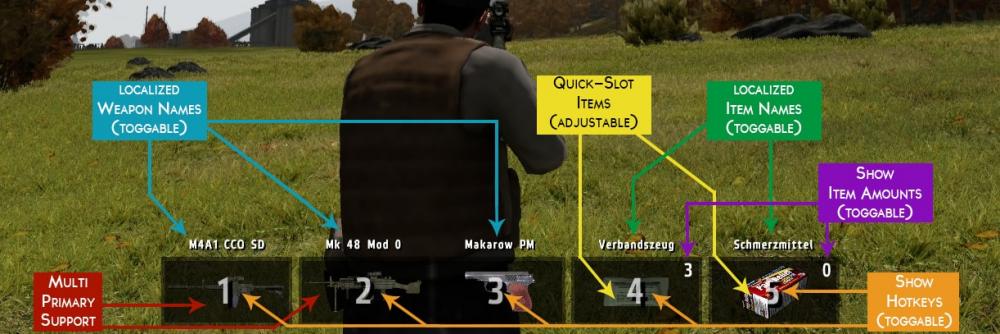 LOCALIZED
WEAPON NAMES
(TOGGABLE)
QUICK-SLOT
ITEMS
(ADJUSTABLE)
LOCALIZED
ITEM NAMES
(TOGGABLE)
SHOW
ITEM AMOUNTS
(TOGGABLE)
M4A1 CCO SD
Mk 48 Mod 0
Makarow PM
Verbandszeug
Schmerzmittel
3
0
MULTI
PRIMARY
SUPPORT
1
2
3
4
5
SHOW
HOTKEYS
(TOGGABLE)